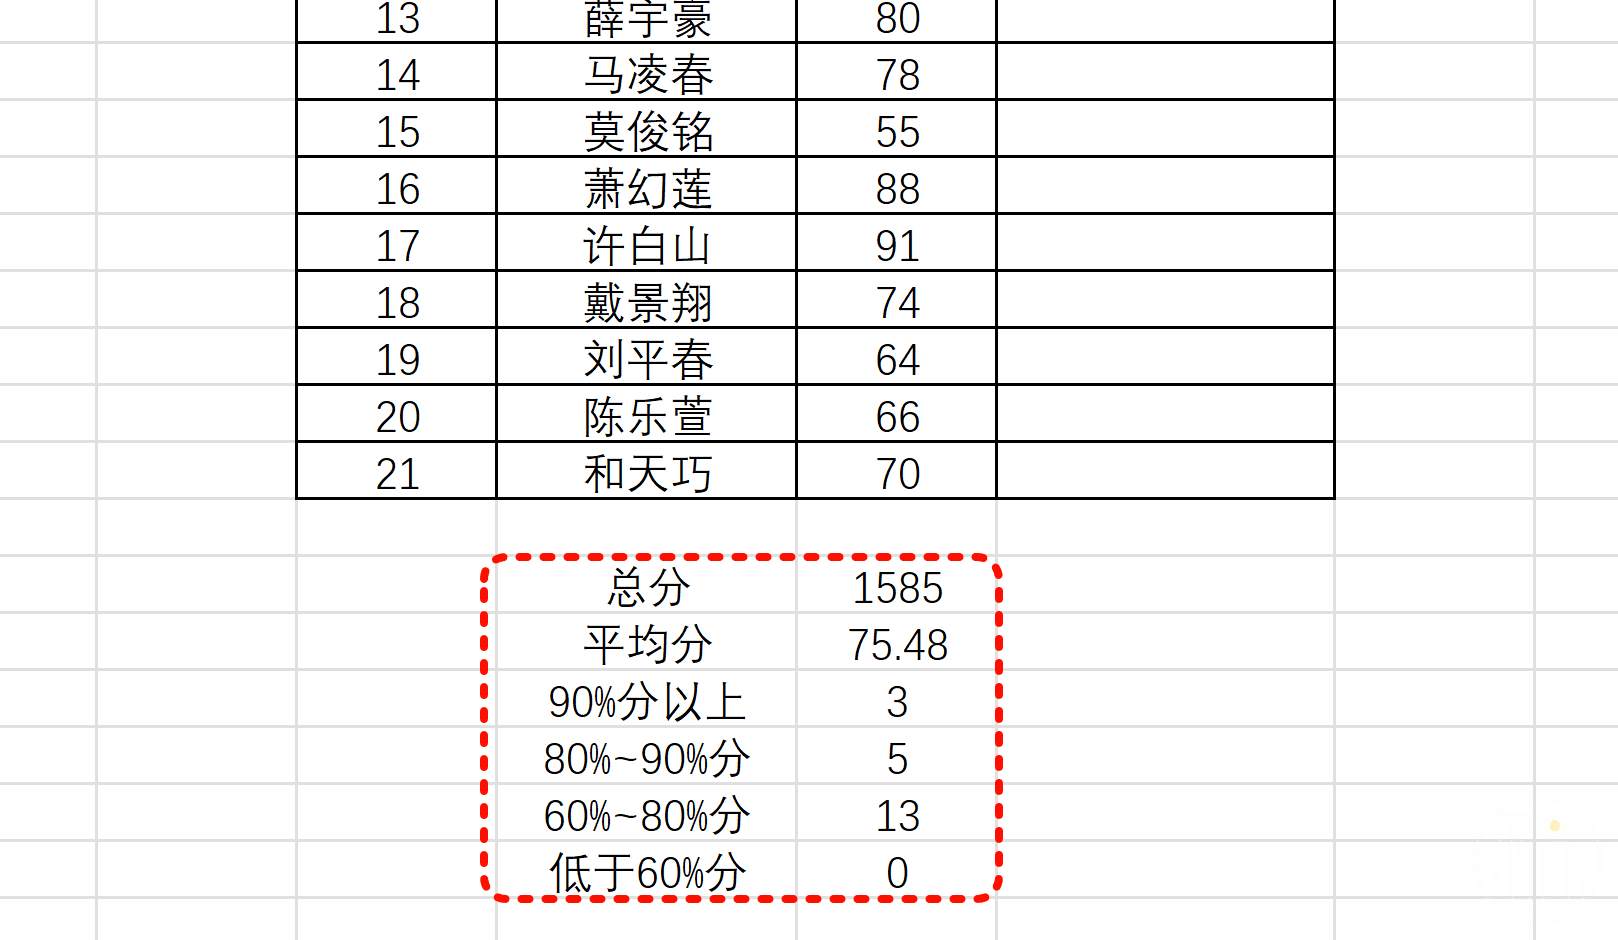 13 薛宇豪 80
14 马凌春 78
15 莫俊铭 55
16 萧幻莲 88
17 许白山 91
18 戴景翔 74
19 刘平春 64
20 陈乐萱 66
21 和天巧 70
总分 1585
平均分 75.48
90%分以上 3
80%~90%分 5
60%~80%分 13
低于60%分 0